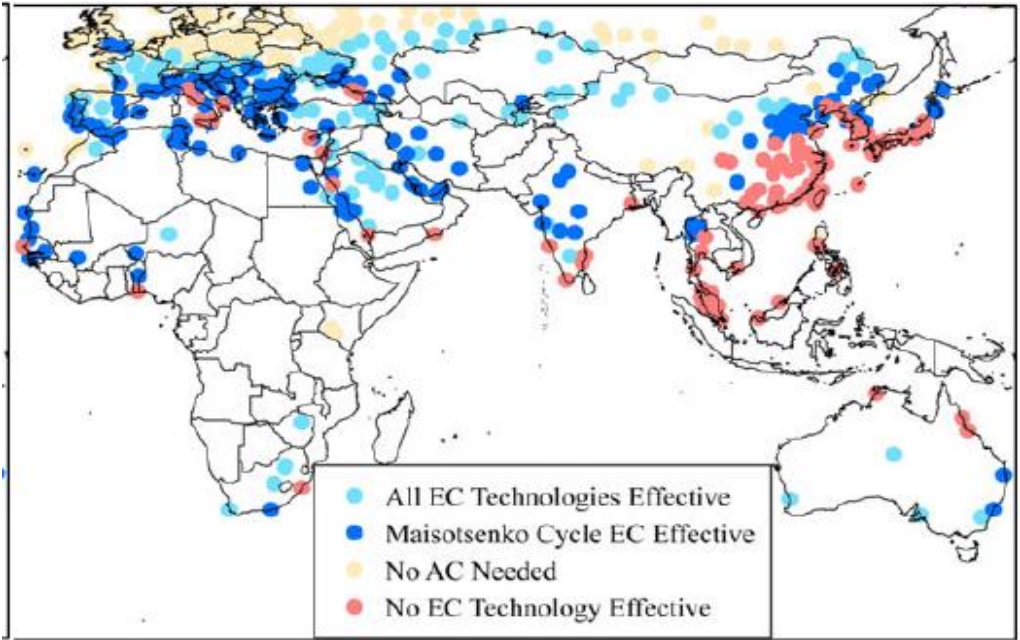 All EC Technologies Effective
Maisotsenko Cycle EC Effective
No AC Needed
No EC Technology Effective